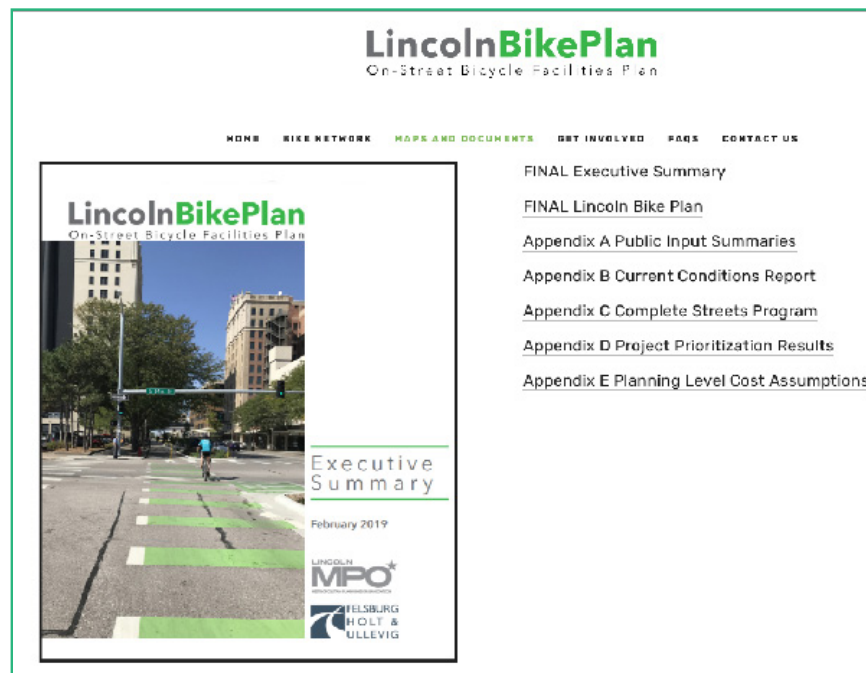 LincolnBikePlan
On-Street Bicycle Facilities Plan
HOME BIKE NETWORK MAPS AND DOCUMENTS GET INVOLVED FAQS CONTACT US
LincolnBikePlan
On-Street Bicycle Facilities Plan
Executive
Summary
February 2019
LINCOLN
MPO
FELSBURG
HOLT &
ULLEVIG
FINAL Executive Summary
FINAL Lincoln Bike Plan
Appendix A Public Input Summaries
Appendix B Current Conditions Report
Appendix C Complete Streets Program
Appendix D Project Prioritization Results
Appendix E Planning Level Cost Assumptions